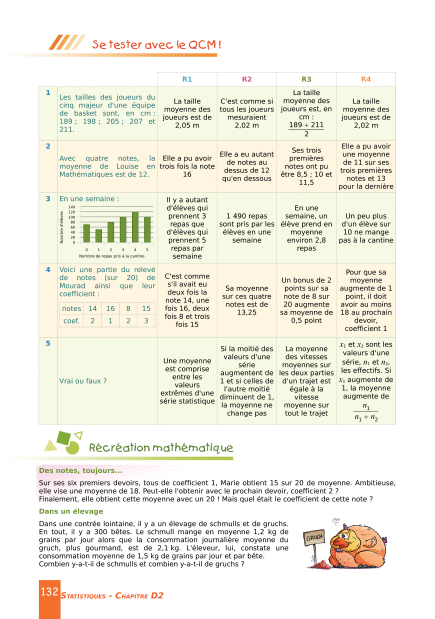 Se tester avec le QCM !
R1 R2 R3 R4
1
Les tailles des joueurs du
cinq majeur d'une équipe
de basket sont, en cm :
189 ; 198 ; 205 ; 207 et
211.
La taille
moyenne des
joueurs est de
2,05 m
C'est comme si
tous les joueurs
mesuraient
2,02 m
La taille
moyenne des
joueurs est, en
cm :
189 + 211
2
La taille
moyenne des
joueurs est de
2,02 m
2
Avec quatre notes, la
moyenne de Louise en
Mathématiques est de 12.
Elle a pu avoir
trois fois la note
16
Elle a eu autant
de notes au
dessus de 12
qu'en dessous
Ses trois
premières
notes ont pu
être 8,5 ; 10 et
11,5
Elle a pu avoir
une moyenne
de 11 sur ses
trois premières
notes et 13
pour la dernière
3
En une semaine :
Nombre d'élèves
140
120
100
80
60
40
20
0
0 1 2 3 4 5
Nombre de repas pris à la cantine
Il y a autant
d'élèves qui
prennent 3
repas que
d'élèves qui
prennent 5
repas par
semaine
1 490 repas
sont pris par les
élèves en une
semaine
En une
semaine, un
élève prend en
moyenne
environ 2,8
repas
Un peu plus
d'un élève sur
10 ne mange
pas à la cantine
4
Voici une partie du relevé
de notes (sur 20) de
Mourad ainsi que leur
coefficient :
notes 14 16 8 15
coef. 2 1 2 3
C'est comme
s'il avait eu
deux fois la
note 14, une
fois 16, deux
fois 8 et trois
fois 15
Sa moyenne
sur ces quatre
notes est de
13,25
Un bonus de 2
points sur sa
note de 8 sur
20 augmente
sa moyenne de
0,5 point
Pour que sa
moyenne
augmente de 1
point, il doit
avoir au moins
18 au prochain
devoir,
coefficient 1
5
Vrai ou faux ?
Une moyenne
est comprise
entre les
valeurs
extrêmes d'une
série statistique
Si la moitié des
valeurs d'une
série
augmentent de
1 et si celles de
l'autre moitié
diminuent de 1,
la moyenne ne
change pas
La moyenne
des vitesses
moyennes sur
les deux parties
d'un trajet est
égale à la
vitesse
moyenne sur
tout le trajet
x₁ et x₂ sont les
valeurs d'une
série, n₁ et n₂,
les effectifs. Si
x₁ augmente de
1, la moyenne
augmente de
n₁
n₁ + n₂
Récréation mathématique
Des notes, toujours...
Sur ses six premiers devoirs, tous de coefficient 1, Marie obtient 15 sur 20 de moyenne. Ambitieuse,
elle vise une moyenne de 18. Peut-elle l'obtenir avec le prochain devoir, coefficient 2 ?
Finalement, elle obtient cette moyenne avec un 20 ! Mais quel était le coefficient de cette note ?
Dans un élevage
Dans une contrée lointaine, il y a un élevage de schmulls et de gruchs.
En tout, il y a 300 bêtes. Le schmull mange en moyenne 1,2 kg de
grains par jour alors que la consommation journalière moyenne du
gruch, plus gourmand, est de 2,1 kg. L'éleveur, lui, constate une
consommation moyenne de 1,5 kg de grains par jour et par bête.
Combien y-a-t-il de schmulls et combien y-a-t-il de gruchs ?
GRUCH
132 STATISTIQUES - CHAPITRE D2